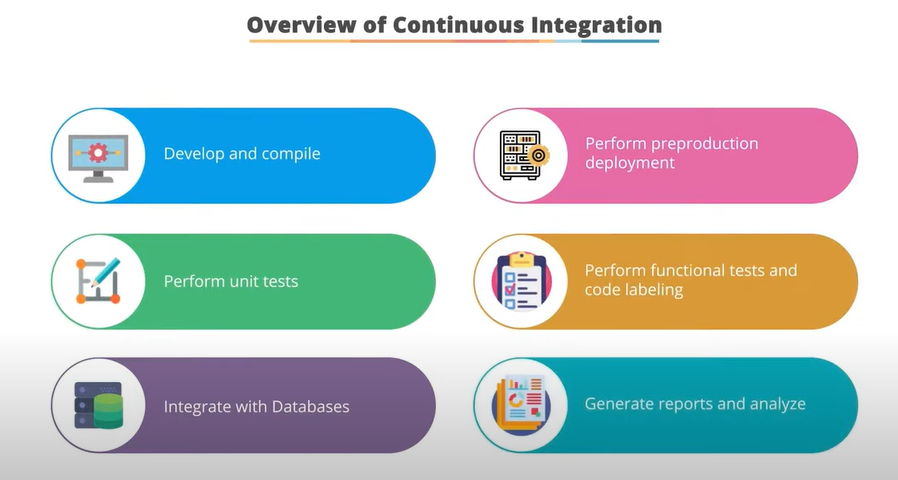 Overview of Continuous Integration
Develop and compile
Perform unit tests
Integrate with Databases
Perform preproduction
deployment
Perform functional tests and
code labeling
Generate reports and analyze